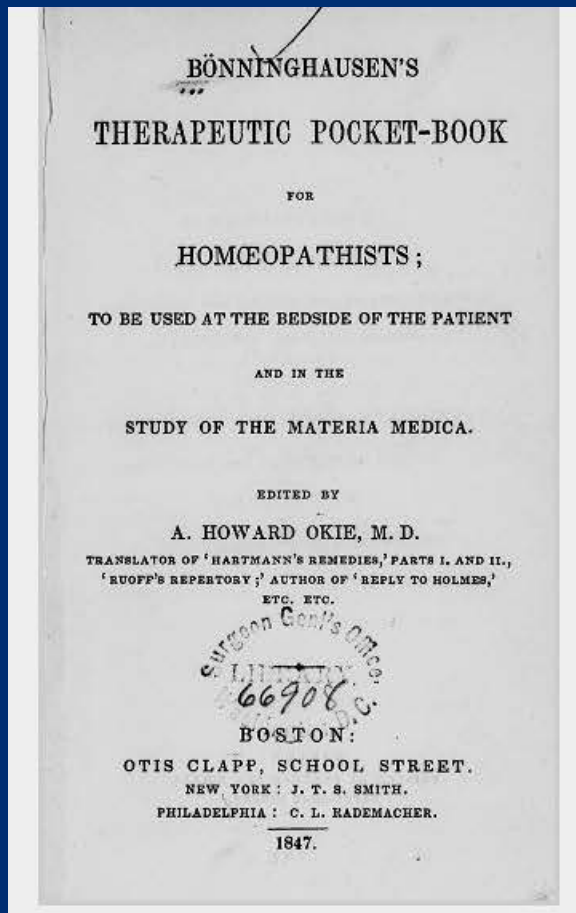 BÖNNINGHAUSEN'S
THERAPEUTIC POCKET-BOOK
FOR
HOMŒOPATHISTS;
TO BE USED AT THE BEDSIDE OF THE PATIENT
AND IN THE
STUDY OF THE MATERIA MEDICA.
EDITED BY
A. HOWARD OKIE, M. D.
TRANSLATOR OF 'HARTMANN'S REMEDIES,' PARTS I. AND II.,
'RUOFF'S REPERTORY;' AUTHOR OF 'REPLY TO HOLMES,'
ETC. ETC.
Surgeon Genl's Office.
LIBRARY.
66908
D.C.
BOSTON:
OTIS CLAPP, SCHOOL STREET.
NEW YORK: J. T. S. SMITH.
PHILADELPHIA: C. L. RADEMACHER.
1847.